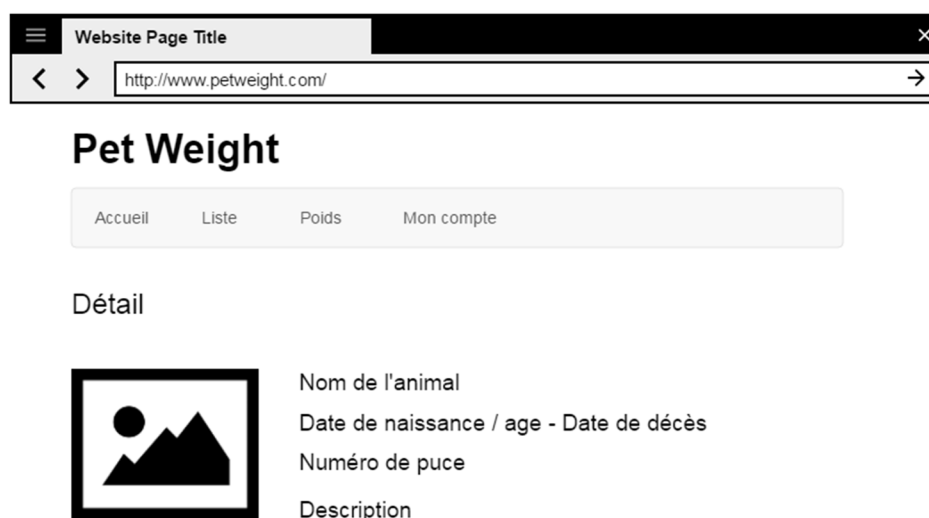 Website Page Title
http://www.petweight.com/
Pet Weight
Accueil Liste Poids Mon compte
Détail
Nom de l'animal
Date de naissance / age - Date de décès
Numéro de puce
Description